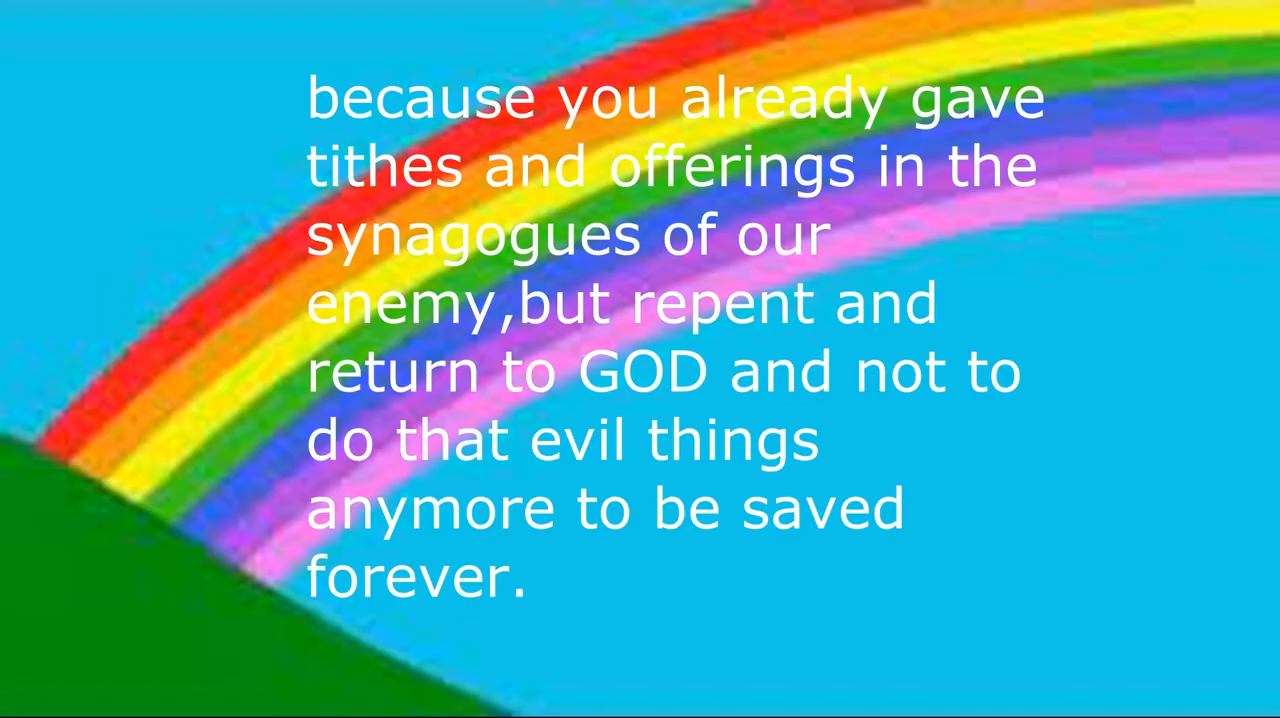 because you already gave
tithes and offerings in the
synagogues of our
enemy,but repent and
return to GOD and not to
do that evil things
anymore to be saved
forever.